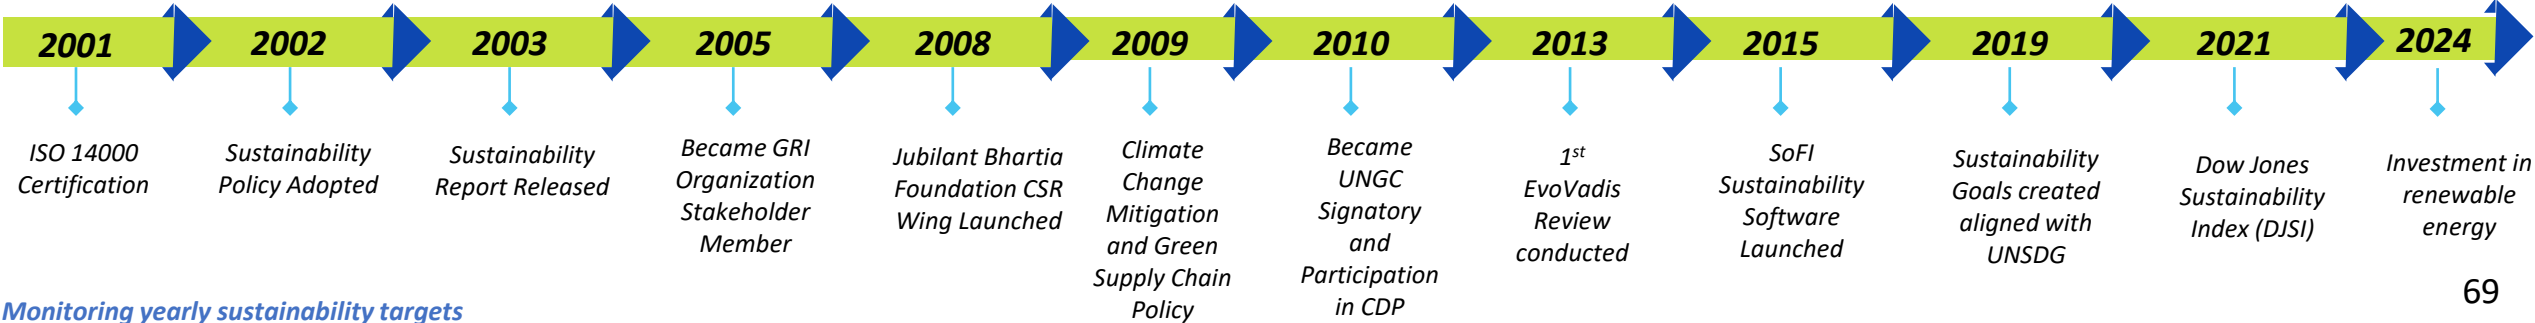 2001
ISO 14000
Certification
2002
Sustainability
Policy Adopted
2003
Sustainability
Report Released
2005
Became GRI
Organization
Stakeholder
Member
2008
Jubilant Bhartia
Foundation CSR
Wing Launched
2009
Climate
Change
Mitigation
and Green
Supply Chain
Policy
2010
Became
UNGC
Signatory
and
Participation
in CDP
2013
1st
EvoVadis
Review
conducted
2015
SoFI
Sustainability
Software
Launched
2019
Sustainability
Goals created
aligned with
UNSDG
2021
Dow Jones
Sustainability
Index (DJSI)
2024
Investment in
renewable
energy
69
Monitoring yearly sustainability targets